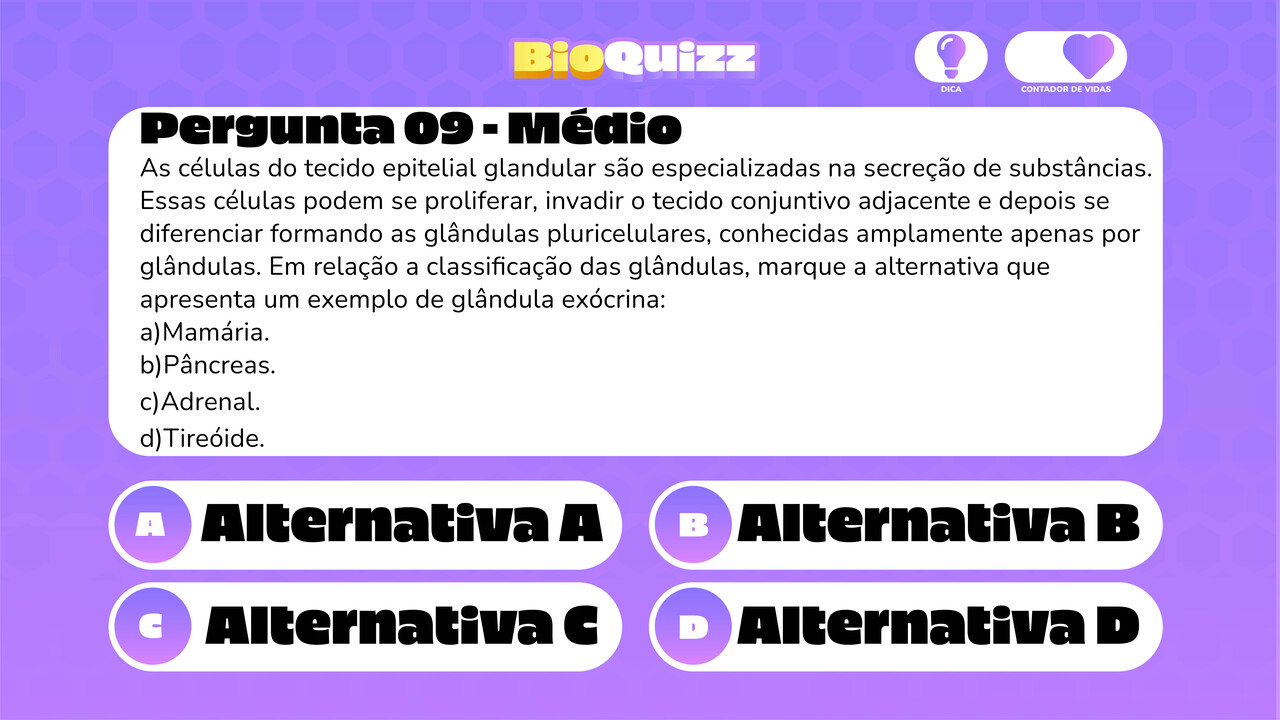 BioQuizz
DICA
CONTADOR DE VIDAS
Pergunta 09 - Médio
As células do tecido epitelial glandular são especializadas na secreção de substâncias.
Essas células podem se proliferar, invadir o tecido conjuntivo adjacente e depois se
diferenciar formando as glândulas pluricelulares, conhecidas amplamente apenas por
glândulas. Em relação a classificação das glândulas, marque a alternativa que
apresenta um exemplo de glândula exócrina:
a)Mamária.
b)Pâncreas.
c)Adrenal.
d)Tireóide.
A Alternativa A
B Alternativa B
C Alternativa C
D Alternativa D